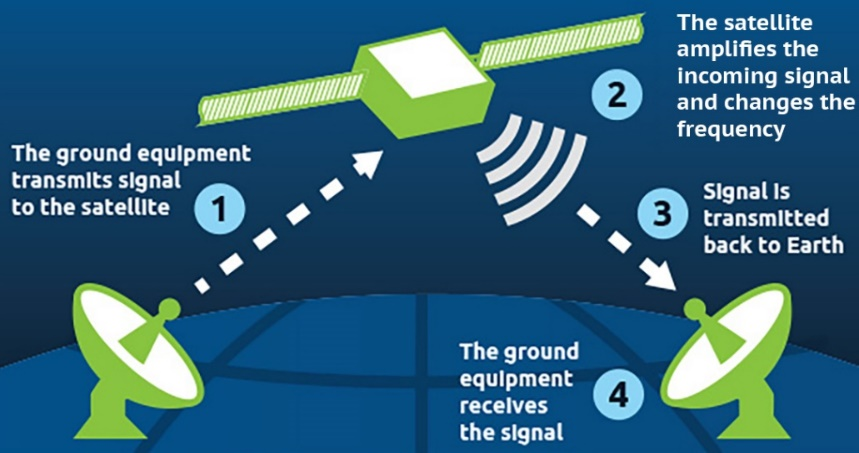 The ground equipment
transmits signal
to the satellite
1
2
The satellite
amplifies the
incoming signal
and changes the
frequency
3
Signal is
transmitted
back to Earth
The ground
equipment
receives
the signal
4